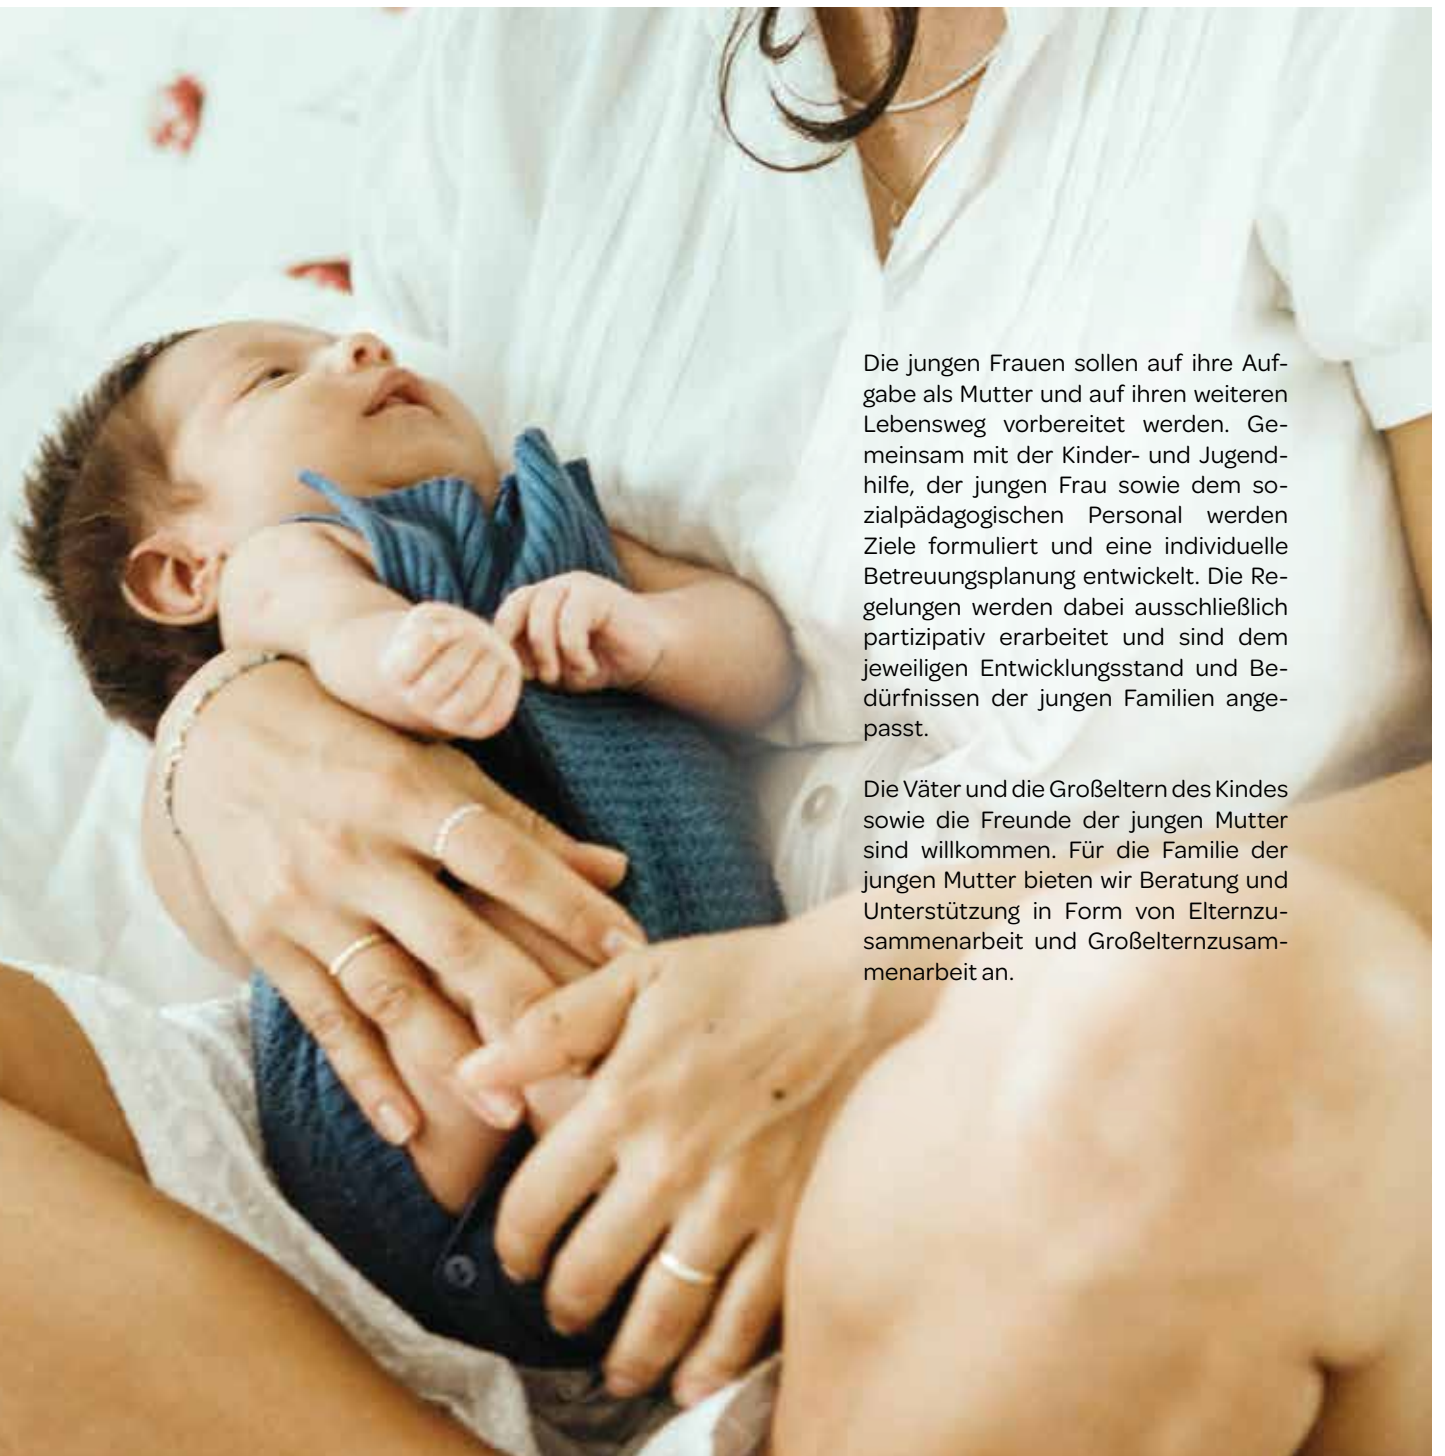 Die jungen Frauen sollen auf ihre Auf-
gabe als Mutter und auf ihren weiteren
Lebensweg vorbereitet werden. Ge-
meinsam mit der Kinder- und Jugend-
hilfe, der jungen Frau sowie dem so-
zialpädagogischen Personal werden
Ziele formuliert und eine individuelle
Betreuungsplanung entwickelt. Die Re-
gelungen werden dabei ausschließlich
partizipativ erarbeitet und sind dem
jeweiligen Entwicklungsstand und Be-
dürfnissen der jungen Familien ange-
passt.
Die Väter und die Großeltern des Kindes
sowie die Freunde der jungen Mutter
sind willkommen. Für die Familie der
jungen Mutter bieten wir Beratung und
Unterstützung in Form von Elternzu-
sammenarbeit und Großelternzusam-
menarbeit an.